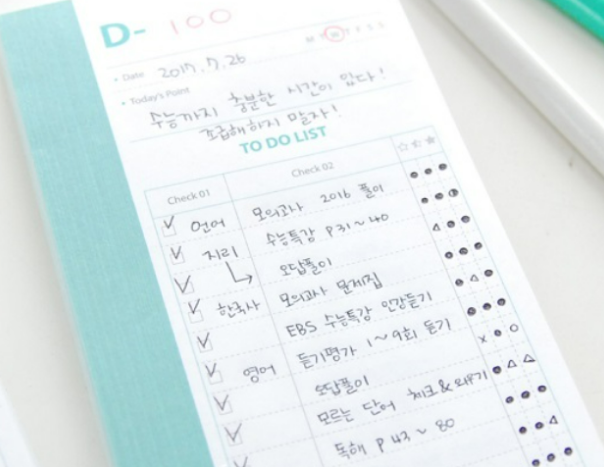 D- 100
M T W T F S S
Date 2017. 7. 26
Today's Point
수능까지 충분한 시간이 있다!
조급해하지 말자!
TO DO LIST
Check 01 Check 02 ☆ ☆ ★
✓ 언어 모의고사 2016 풀이 ● ● ●
✓ 지리 수능특강 P 31 ~ 40 ● ● ◑
✓ 오답풀이 △ ● ●
✓ 한국사 모의고사 문제집 ● ● ●
✓ EBS 수능특강 인강듣기 ● △ ●
✓ 영어 듣기평가 1 ~ 9회 듣기 ● ● ●
✓ 오답풀이 x ● ○
✓ 모르는 단어 체크 & 외우기 ● △ △
✓ 독해 P 43 ~ 80 ● ● ●
● ● △